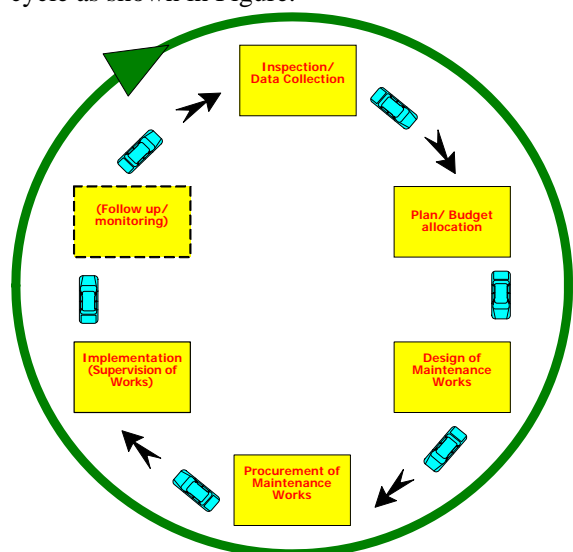 cycle as shown in Figure.
Inspection/
Data Collection
Plan/ Budget
allocation
Design of
Maintenance
Works
Procurement of
Maintenance
Works
Implementation
(Supervision of
Works)
(Follow up/
monitoring)